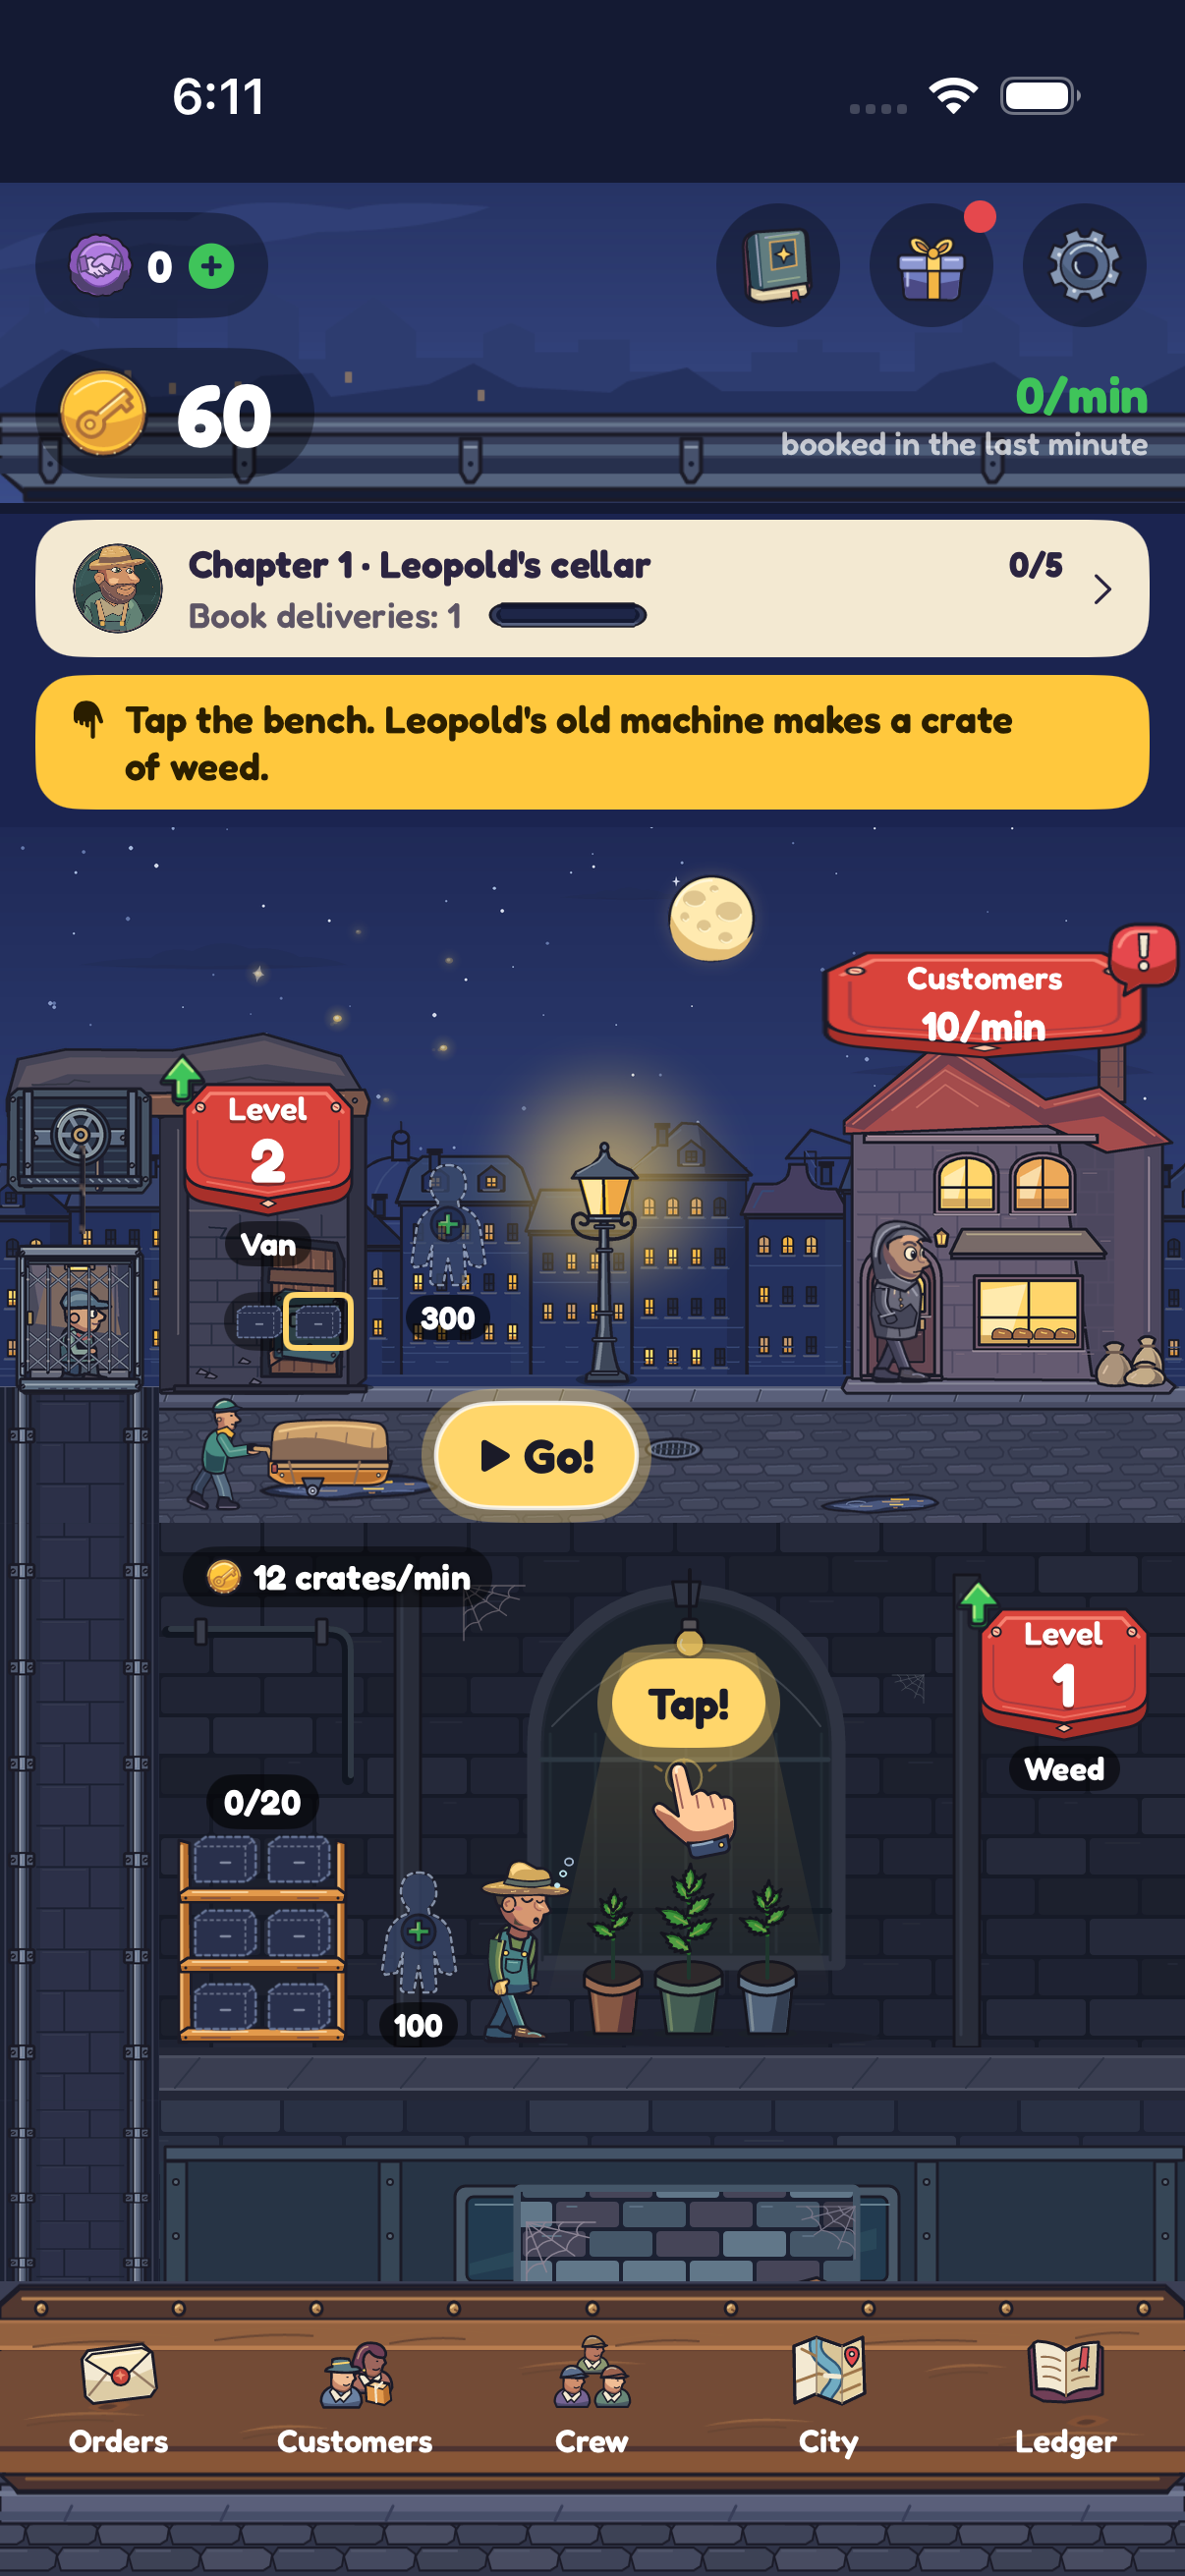 6:11
0
60
0/min
booked in the last minute
Chapter 1 · Leopold's cellar
0/5
Book deliveries: 1
Tap the bench. Leopold's old machine makes a crate
of weed.
Customers
10/min
Level
2
Van
300
Go!
12 crates/min
Tap!
Level
1
Weed
0/20
100
Orders
Customers
Crew
City
Ledger